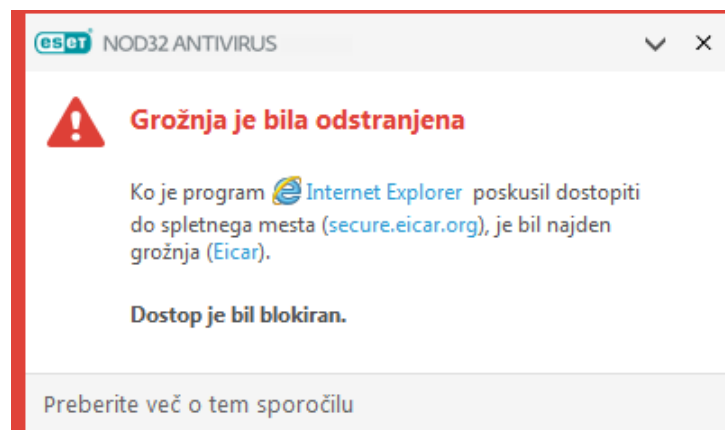 eseT NOD32 ANTIVIRUS
Grožnja je bila odstranjena
Ko je program Internet Explorer poskusil dostopiti
do spletnega mesta (secure.eicar.org), je bil najden
grožnja (Eicar).
Dostop je bil blokiran.
Preberite več o tem sporočilu